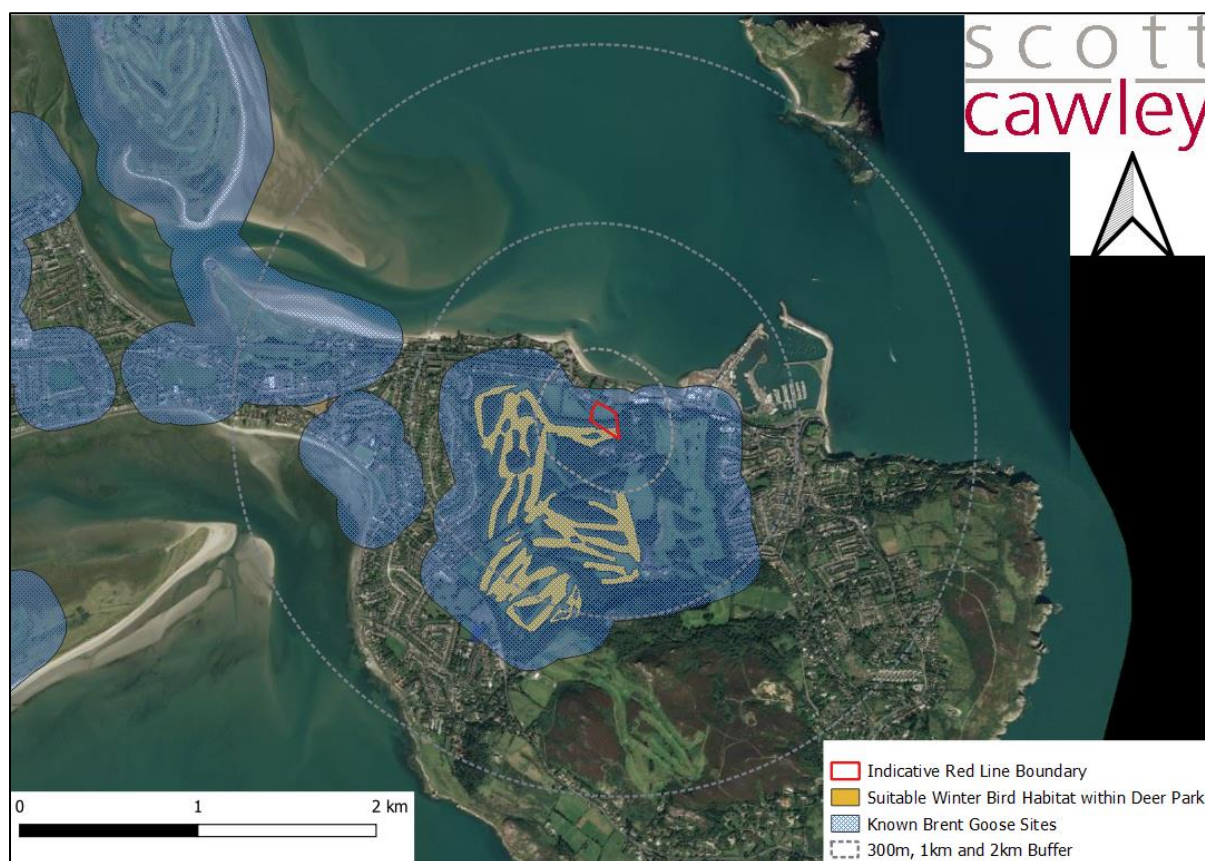 scott
cawley
0 1 2 km
Indicative Red Line Boundary
Suitable Winter Bird Habitat within Deer Park
Known Brent Goose Sites
300m, 1km and 2km Buffer